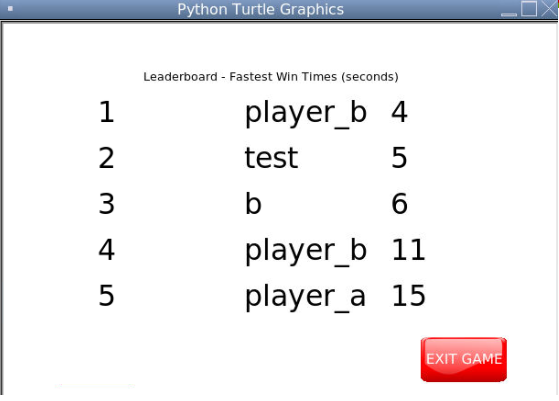 Python Turtle Graphics
Leaderboard - Fastest Win Times (seconds)
1 player_b 4
2 test 5
3 b 6
4 player_b 11
5 player_a 15
EXIT GAME